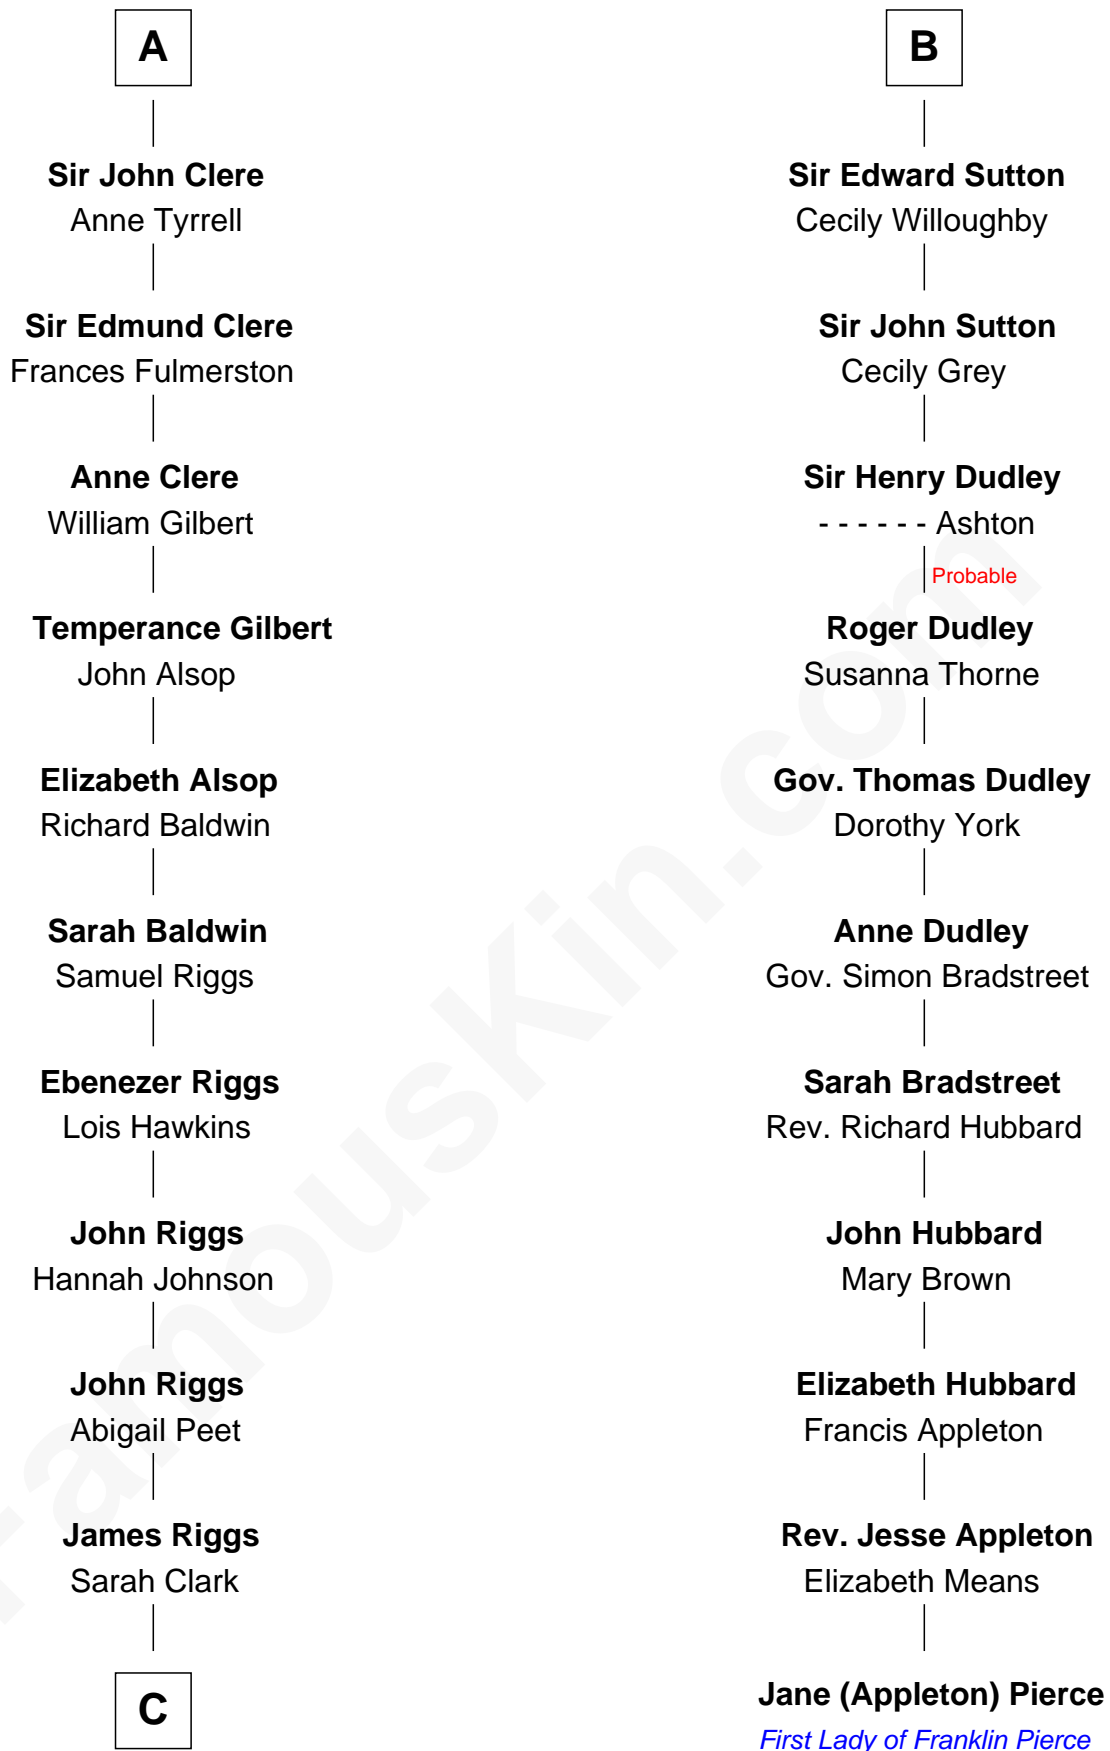 A
Sir John Clere
Anne Tyrrell
Sir Edmund Clere
Frances Fulmerston
Anne Clere
William Gilbert
Temperance Gilbert
John Alsop
Elizabeth Alsop
Richard Baldwin
Sarah Baldwin
Samuel Riggs
Ebenezer Riggs
Lois Hawkins
John Riggs
Hannah Johnson
John Riggs
Abigail Peet
James Riggs
Sarah Clark
C
B
Sir Edward Sutton
Cecily Willoughby
Sir John Sutton
Cecily Grey
Sir Henry Dudley
- - - - - - Ashton
Probable
Roger Dudley
Susanna Thorne
Gov. Thomas Dudley
Dorothy York
Anne Dudley
Gov. Simon Bradstreet
Sarah Bradstreet
Rev. Richard Hubbard
John Hubbard
Mary Brown
Elizabeth Hubbard
Francis Appleton
Rev. Jesse Appleton
Elizabeth Means
Jane (Appleton) Pierce
First Lady of Franklin Pierce
FamousKin.com